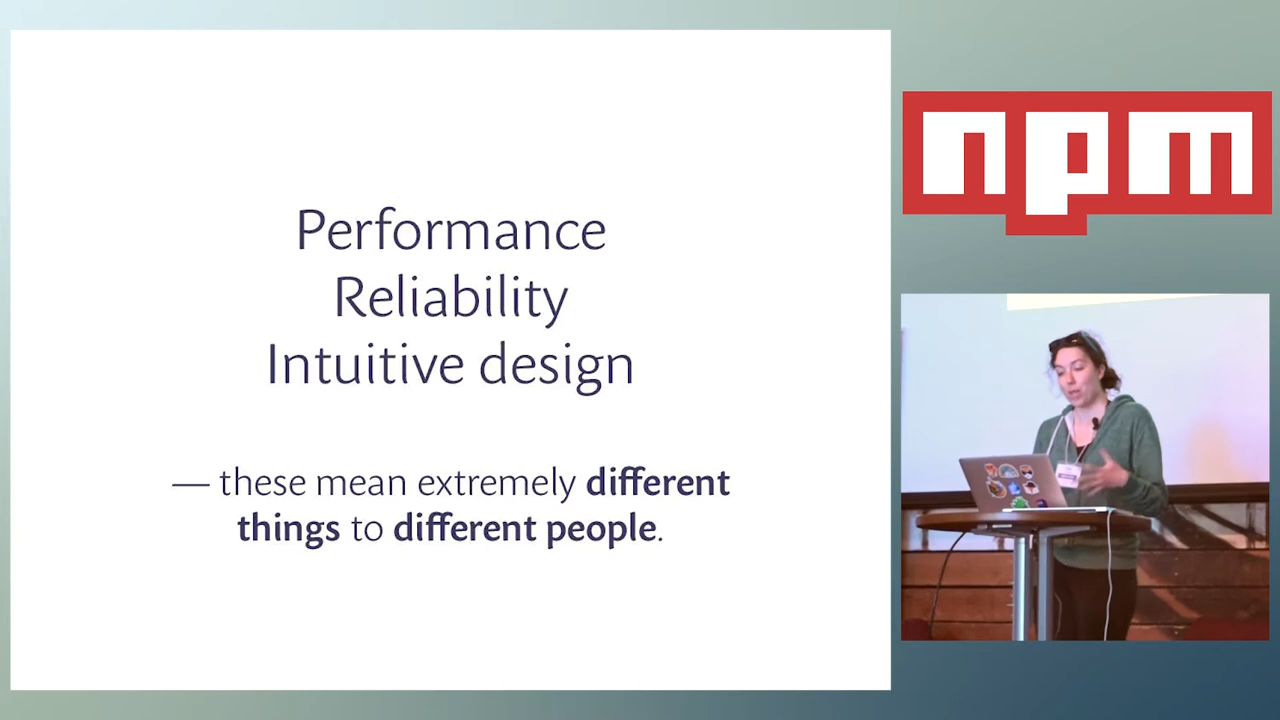 Performance
Reliability
Intuitive design
— these mean extremely different
things to different people.
npm